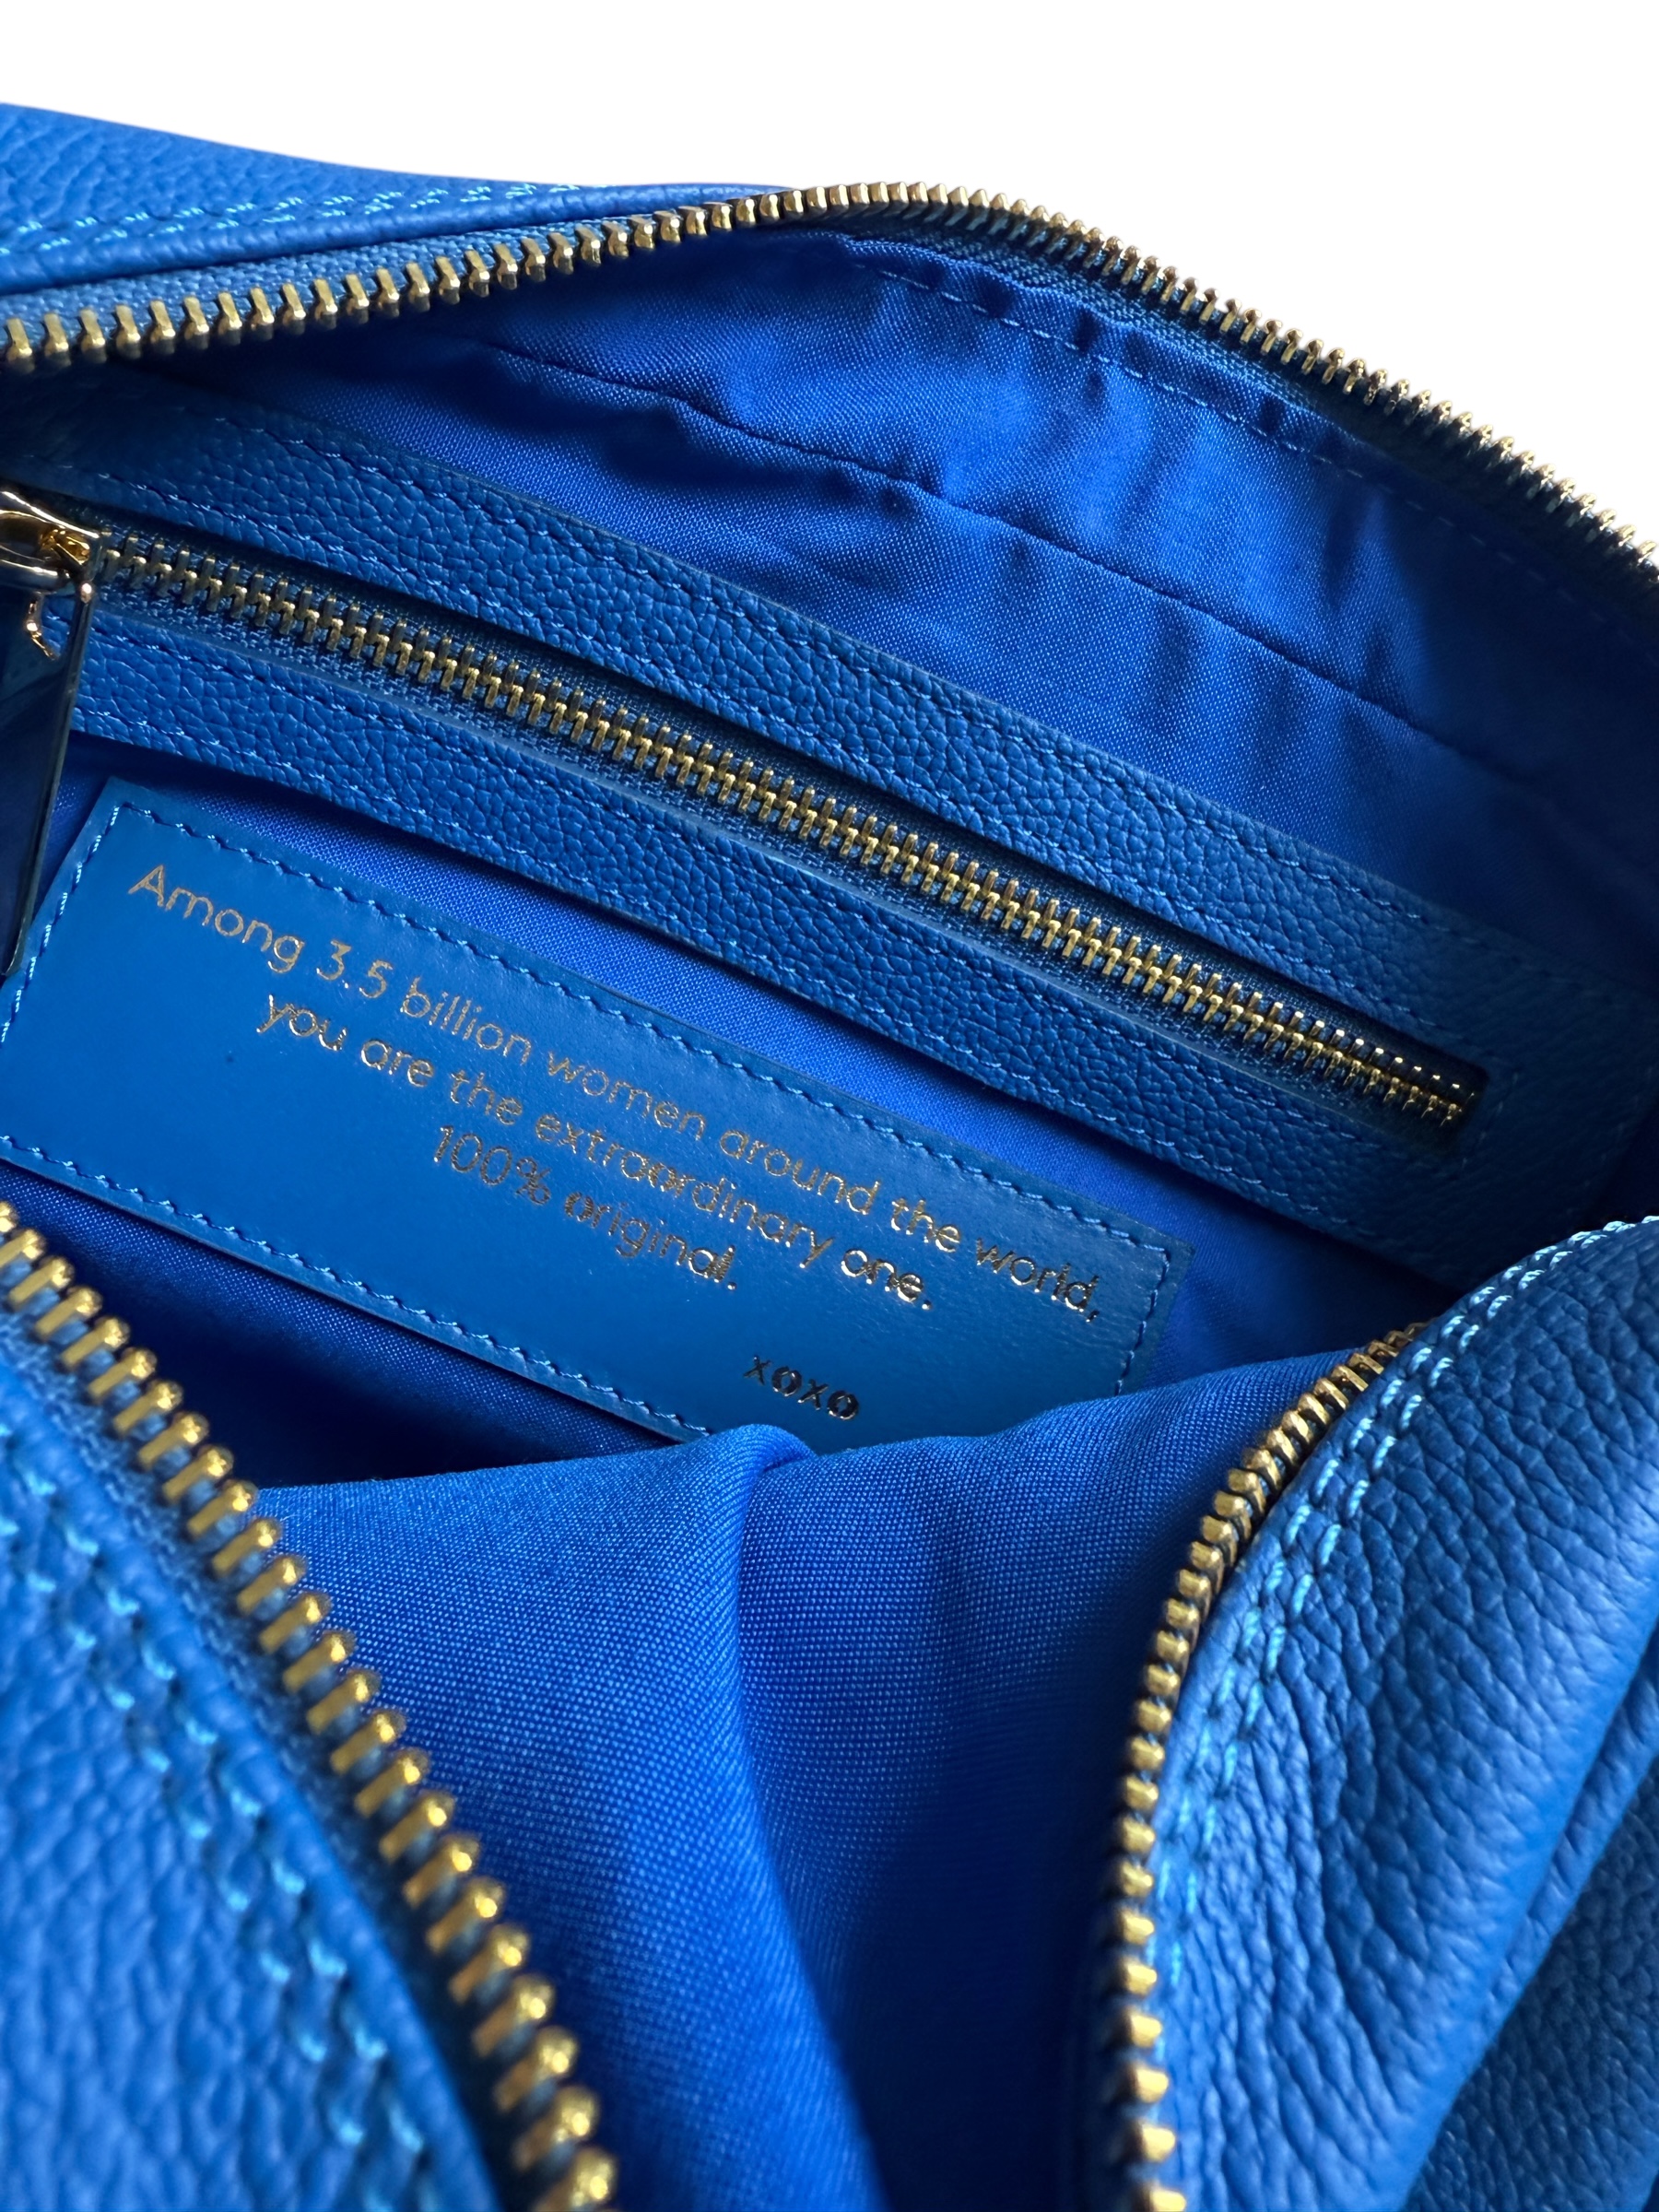 Among 3.5 billion women around the world,
you are the extraordinary one.
100% original.
xoxo